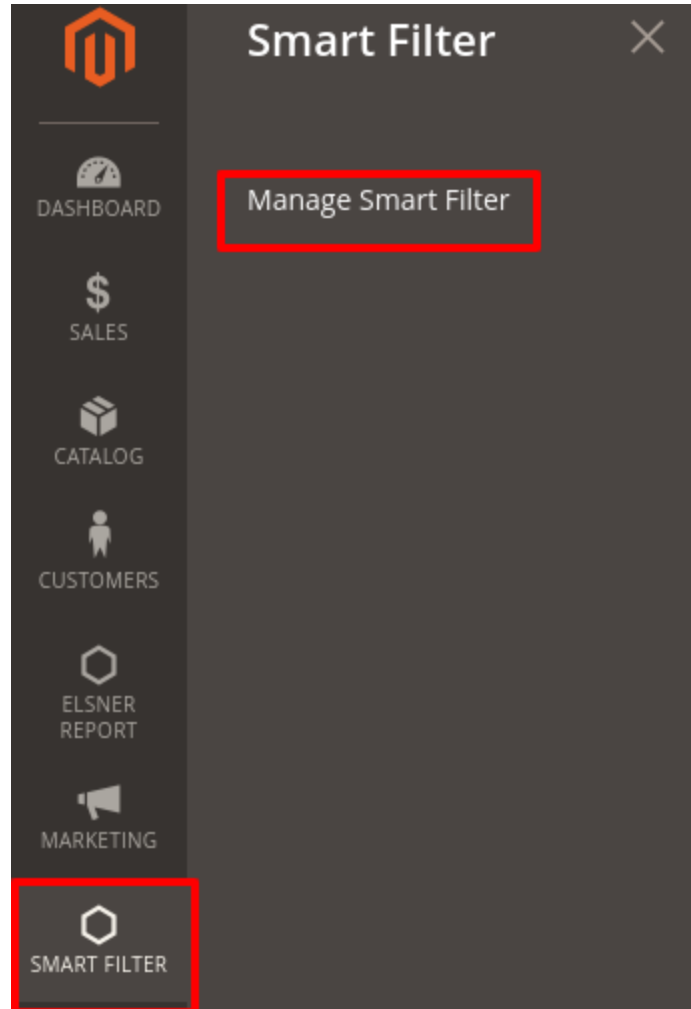 Smart Filter
Manage Smart Filter
DASHBOARD
$
SALES
CATALOG
CUSTOMERS
ELSNER
REPORT
MARKETING
SMART FILTER